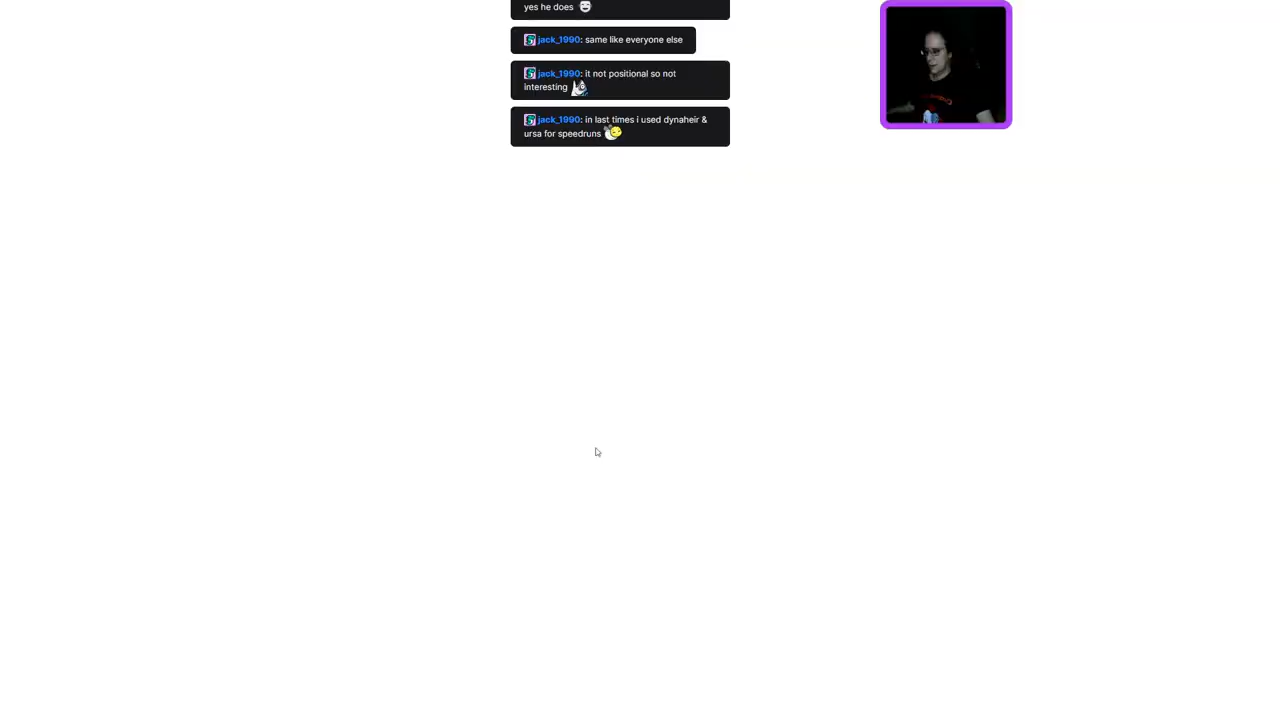 yes he does
jack_1990: same like everyone else
jack_1990: it not positional so not
interesting
jack_1990: in last times i used dynaheir &
ursa for speedruns